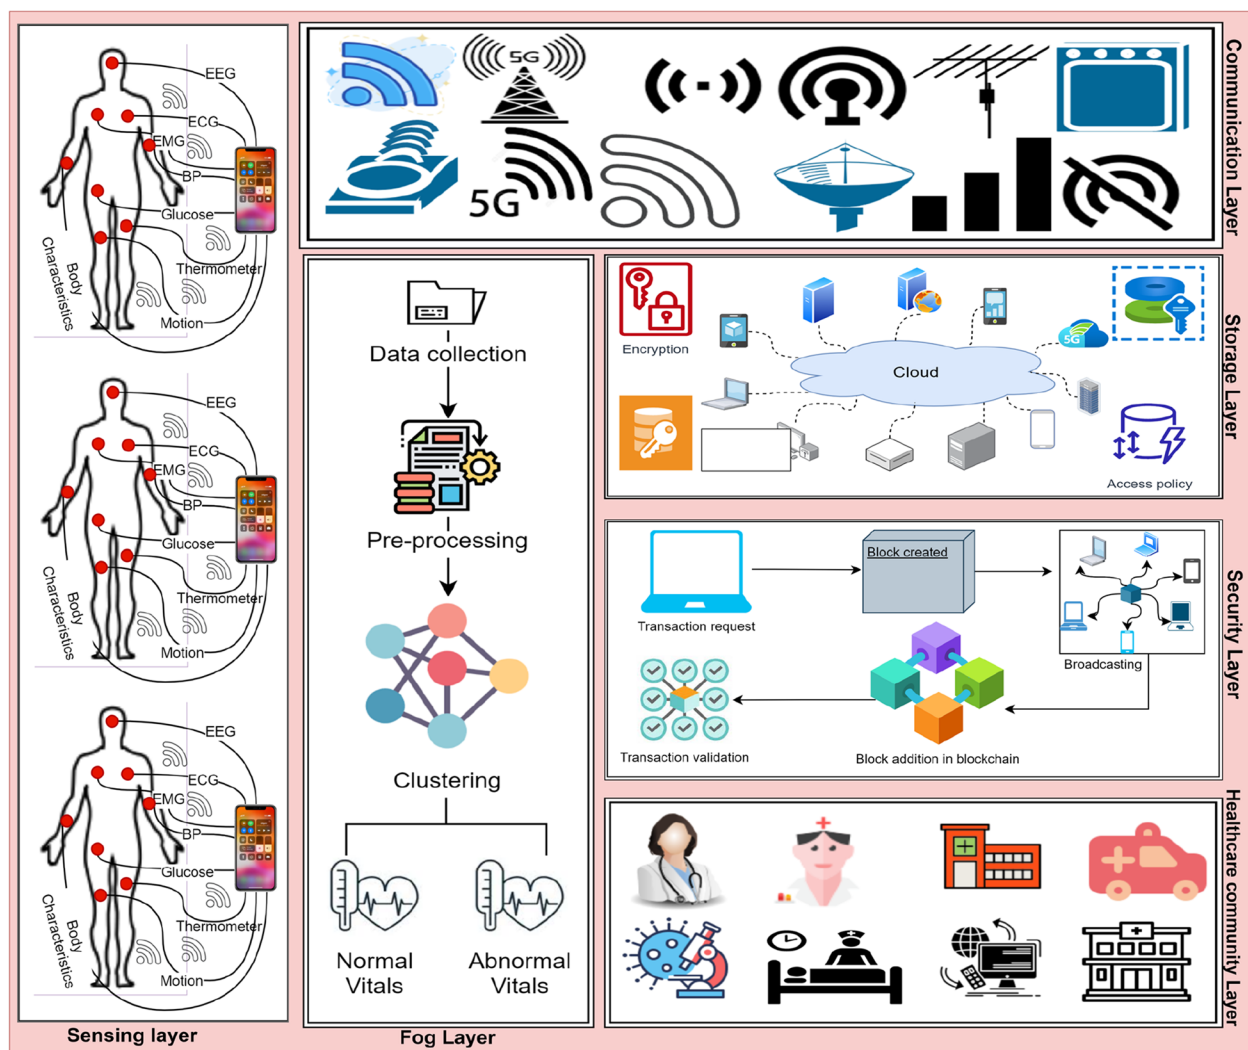 EEG
ECG
EMG
BP
Glucose
Thermometer
Body
Characteristics
Motion
EEG
ECG
EMG
BP
Glucose
Thermometer
Body
Characteristics
Motion
EEG
ECG
EMG
BP
Glucose
Thermometer
Body
Characteristics
Motion
Sensing layer
5G
5G
Communication Layer
Data collection
Pre-processing
Clustering
Normal
Vitals
Abnormal
Vitals
Fog Layer
Encryption
Cloud
5G
Access policy
Storage Layer
Block created
Transaction request
Broadcasting
Transaction validation
Block addition in blockchain
Security Layer
Healthcare community Layer